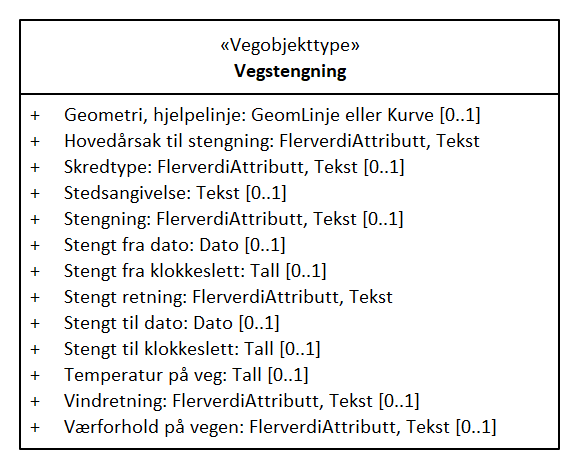 «Vegobjekttype»
Vegstengning
+ Geometri, hjelpelinje: GeomLinje eller Kurve [0..1]
+ Hovedårsak til stengning: FlerverdiAttributt, Tekst
+ Skredtype: FlerverdiAttributt, Tekst [0..1]
+ Stedsangivelse: Tekst [0..1]
+ Stengning: FlerverdiAttributt, Tekst [0..1]
+ Stengt fra dato: Dato [0..1]
+ Stengt fra klokkeslett: Tall [0..1]
+ Stengt retning: FlerverdiAttributt, Tekst
+ Stengt til dato: Dato [0..1]
+ Stengt til klokkeslett: Tall [0..1]
+ Temperatur på veg: Tall [0..1]
+ Vindretning: FlerverdiAttributt, Tekst [0..1]
+ Værforhold på vegen: FlerverdiAttributt, Tekst [0..1]